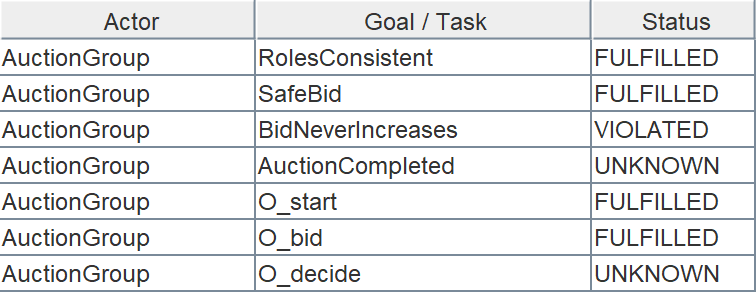 Actor Goal / Task Status
AuctionGroup RolesConsistent FULFILLED
AuctionGroup SafeBid FULFILLED
AuctionGroup BidNeverIncreases VIOLATED
AuctionGroup AuctionCompleted UNKNOWN
AuctionGroup O_start FULFILLED
AuctionGroup O_bid FULFILLED
AuctionGroup O_decide UNKNOWN